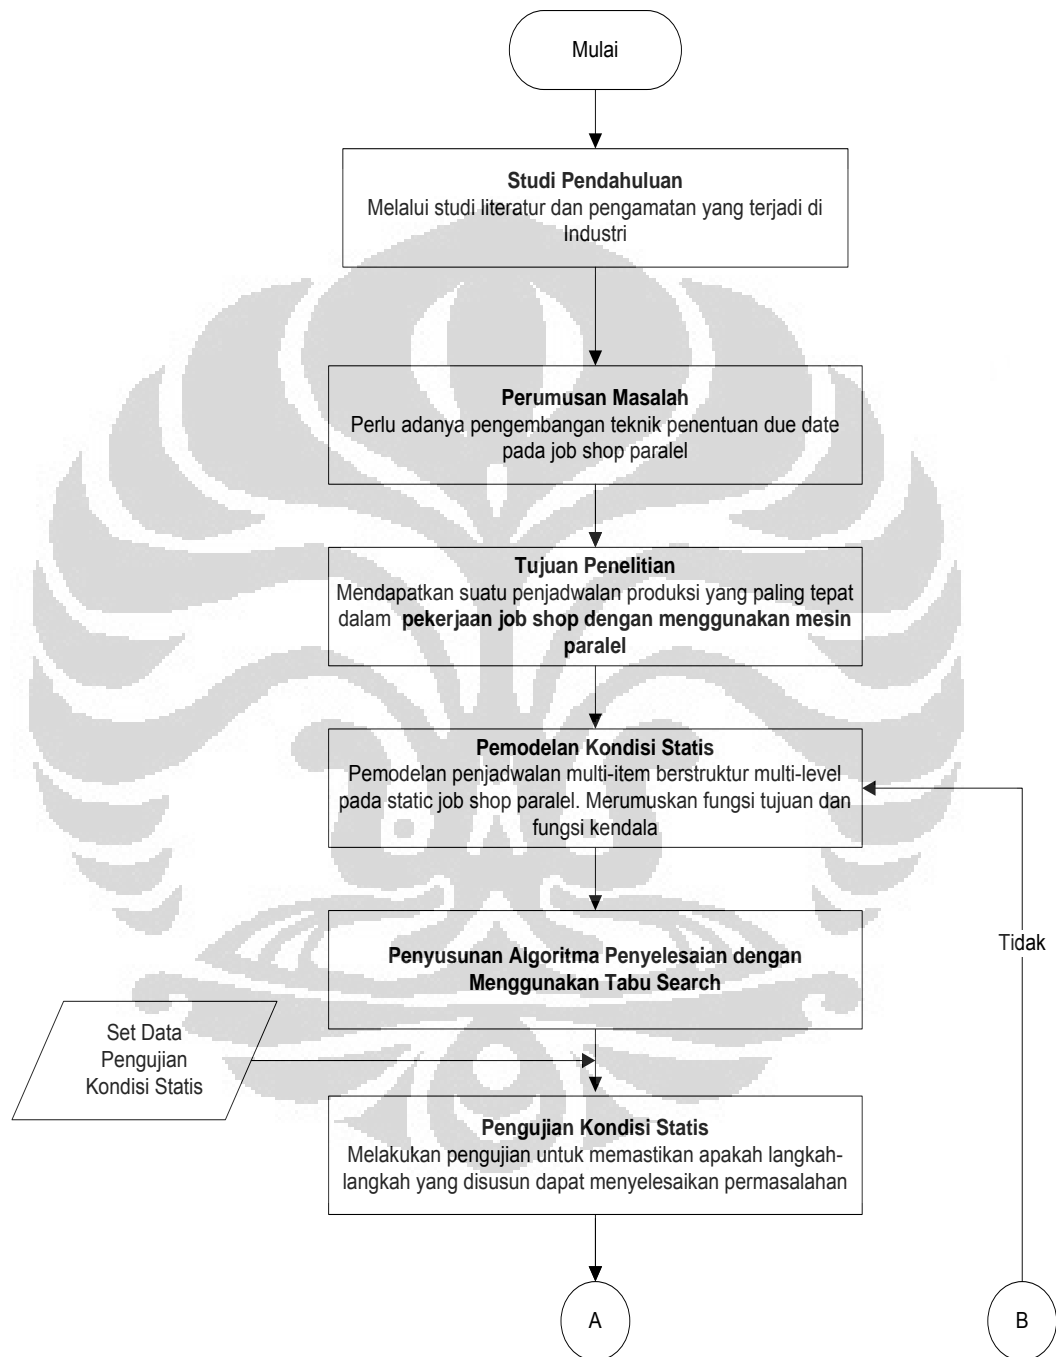 Mulai
Studi Pendahuluan
Melalui studi literatur dan pengamatan yang terjadi di
Industri
Perumusan Masalah
Perlu adanya pengembangan teknik penentuan due date
pada job shop paralel
Tujuan Penelitian
Mendapatkan suatu penjadwalan produksi yang paling tepat
dalam pekerjaan job shop dengan menggunakan mesin
paralel
Pemodelan Kondisi Statis
Pemodelan penjadwalan multi-item berstruktur multi-level
pada static job shop paralel. Merumuskan fungsi tujuan dan
fungsi kendala
Tidak
Penyusunan Algoritma Penyelesaian dengan
Menggunakan Tabu Search
Set Data
Pengujian
Kondisi Statis
Pengujian Kondisi Statis
Melakukan pengujian untuk memastikan apakah langkah-
langkah yang disusun dapat menyelesaikan permasalahan
A
B